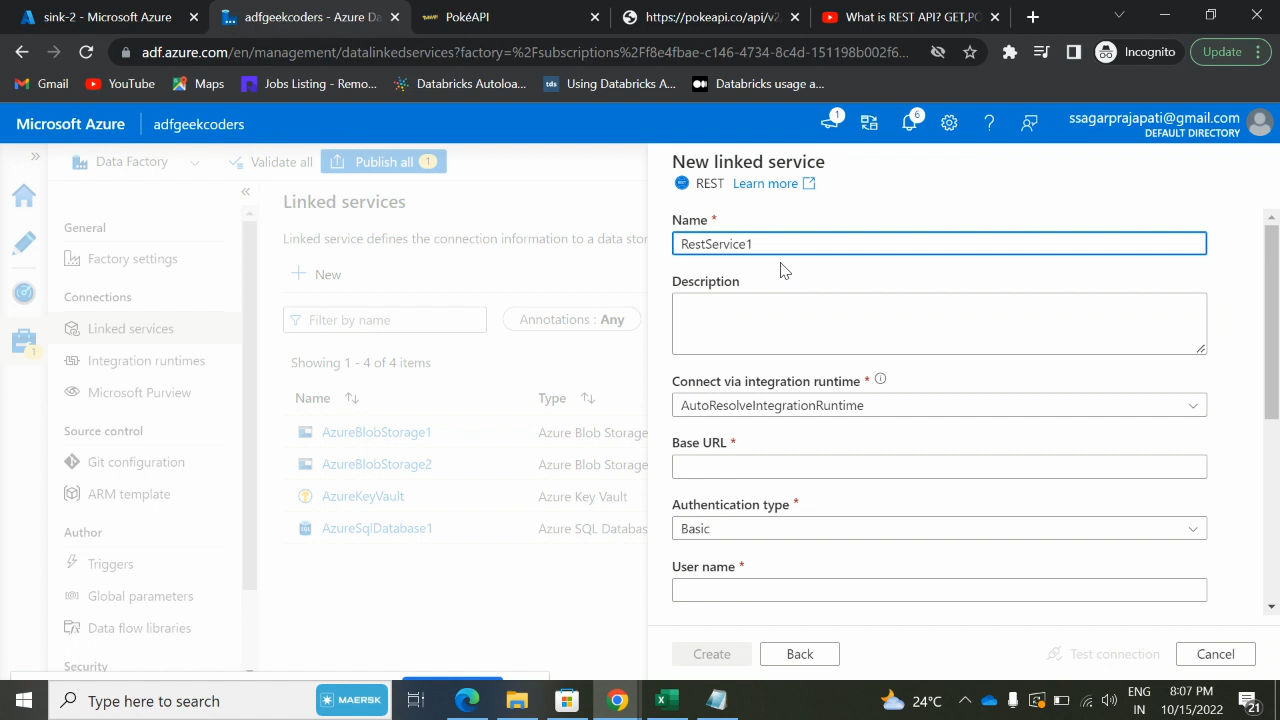 sink-2 - Microsoft Azure
adfgeekcoders - Azure Da
PokéAPI
https://pokeapi.co/api/v2
What is REST API? GET,PO
adf.azure.com/en/management/datalinkedservices?factory=%2Fsubscriptions%2Ff8e4fbae-c146-4734-8c4d-151198b002f6...
Incognito
Update
Gmail
YouTube
Maps
Jobs Listing - Remo...
Databricks Autoloa...
tds
Using Databricks A...
Databricks usage a...
Microsoft Azure
adfgeekcoders
1
6
ssagarprajapati@gmail.com
DEFAULT DIRECTORY
Data Factory
Validate all
Publish all 1
General
Factory settings
Connections
Linked services
Integration runtimes
Microsoft Purview
Source control
Git configuration
ARM template
Author
Triggers
Global parameters
Data flow libraries
Security
1
Linked services
Linked service defines the connection information to a data stor
New
Filter by name
Annotations : Any
Showing 1 - 4 of 4 items
Name
Type
AzureBlobStorage1
Azure Blob Storage
AzureBlobStorage2
Azure Blob Storage
AzureKeyVault
Azure Key Vault
AzureSqlDatabase1
Azure SQL Databas
New linked service
REST Learn more
Name *
RestService1
Description
Connect via integration runtime *
AutoResolveIntegrationRuntime
Base URL *
Authentication type *
Basic
User name *
Create
Back
Test connection
Cancel
Type here to search
MAERSK
24°C
ENG
IN
8:07 PM
10/15/2022
21